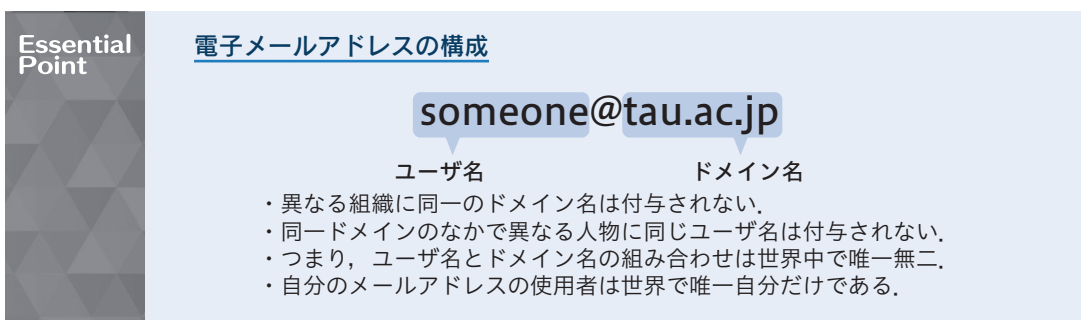 Essential
Point
電子メールアドレスの構成
someone@tau.ac.jp
ユーザ名 ドメイン名
・異なる組織に同一のドメイン名は付与されない.
・同一ドメインのなかで異なる人物に同じユーザ名は付与されない.
・つまり，ユーザ名とドメイン名の組み合わせは世界中で唯一無二.
・自分のメールアドレスの使用者は世界で唯一自分だけである.